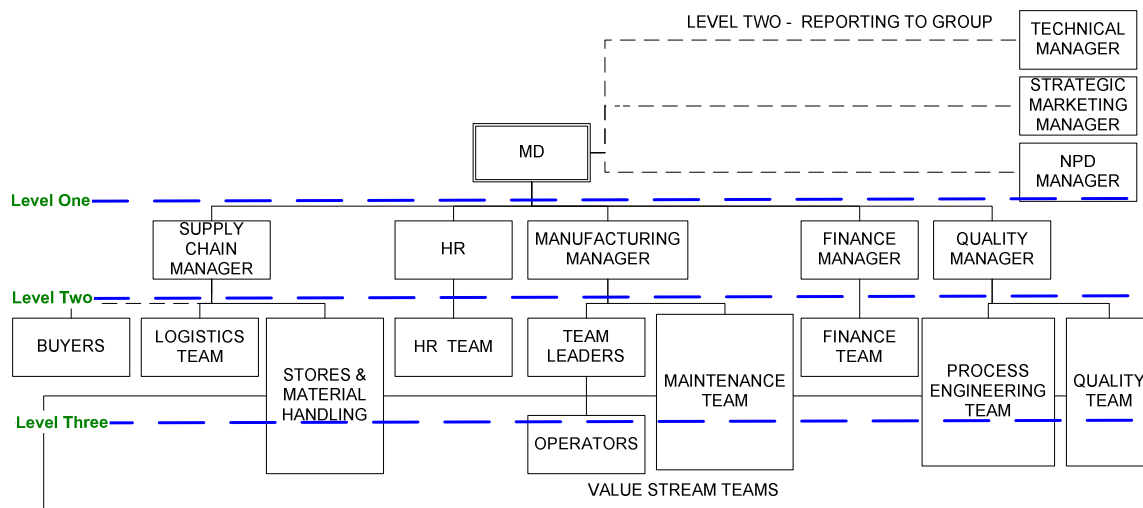 LEVEL TWO - REPORTING TO GROUP
TECHNICAL
MANAGER
STRATEGIC
MARKETING
MANAGER
MD
NPD
MANAGER
Level One
SUPPLY
CHAIN
MANAGER
HR
MANUFACTURING
MANAGER
FINANCE
MANAGER
QUALITY
MANAGER
Level Two
BUYERS
LOGISTICS
TEAM
STORES &
MATERIAL
HANDLING
HR TEAM
TEAM
LEADERS
MAINTENANCE
TEAM
FINANCE
TEAM
PROCESS
ENGINEERING
TEAM
QUALITY
TEAM
Level Three
OPERATORS
VALUE STREAM TEAMS